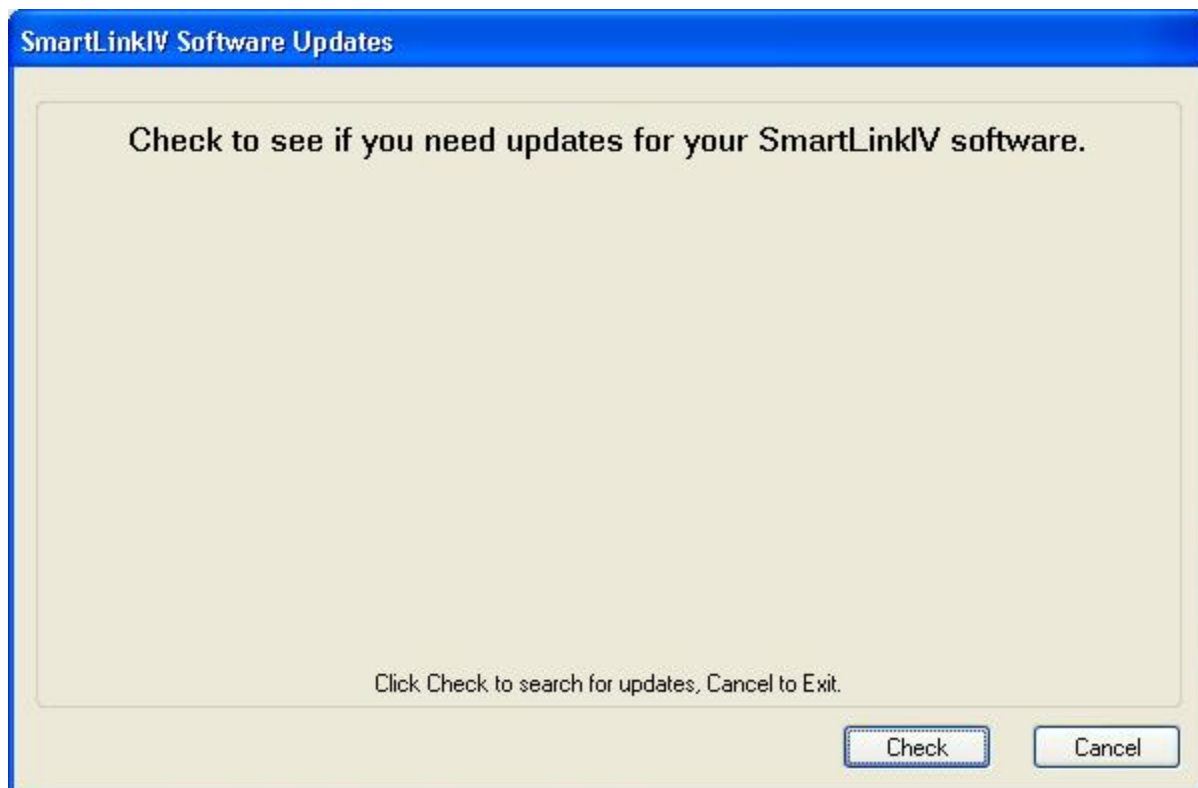 SmartLinkIV Software Updates
Check to see if you need updates for your SmartLinkIV software.
Click Check to search for updates, Cancel to Exit.
Check
Cancel